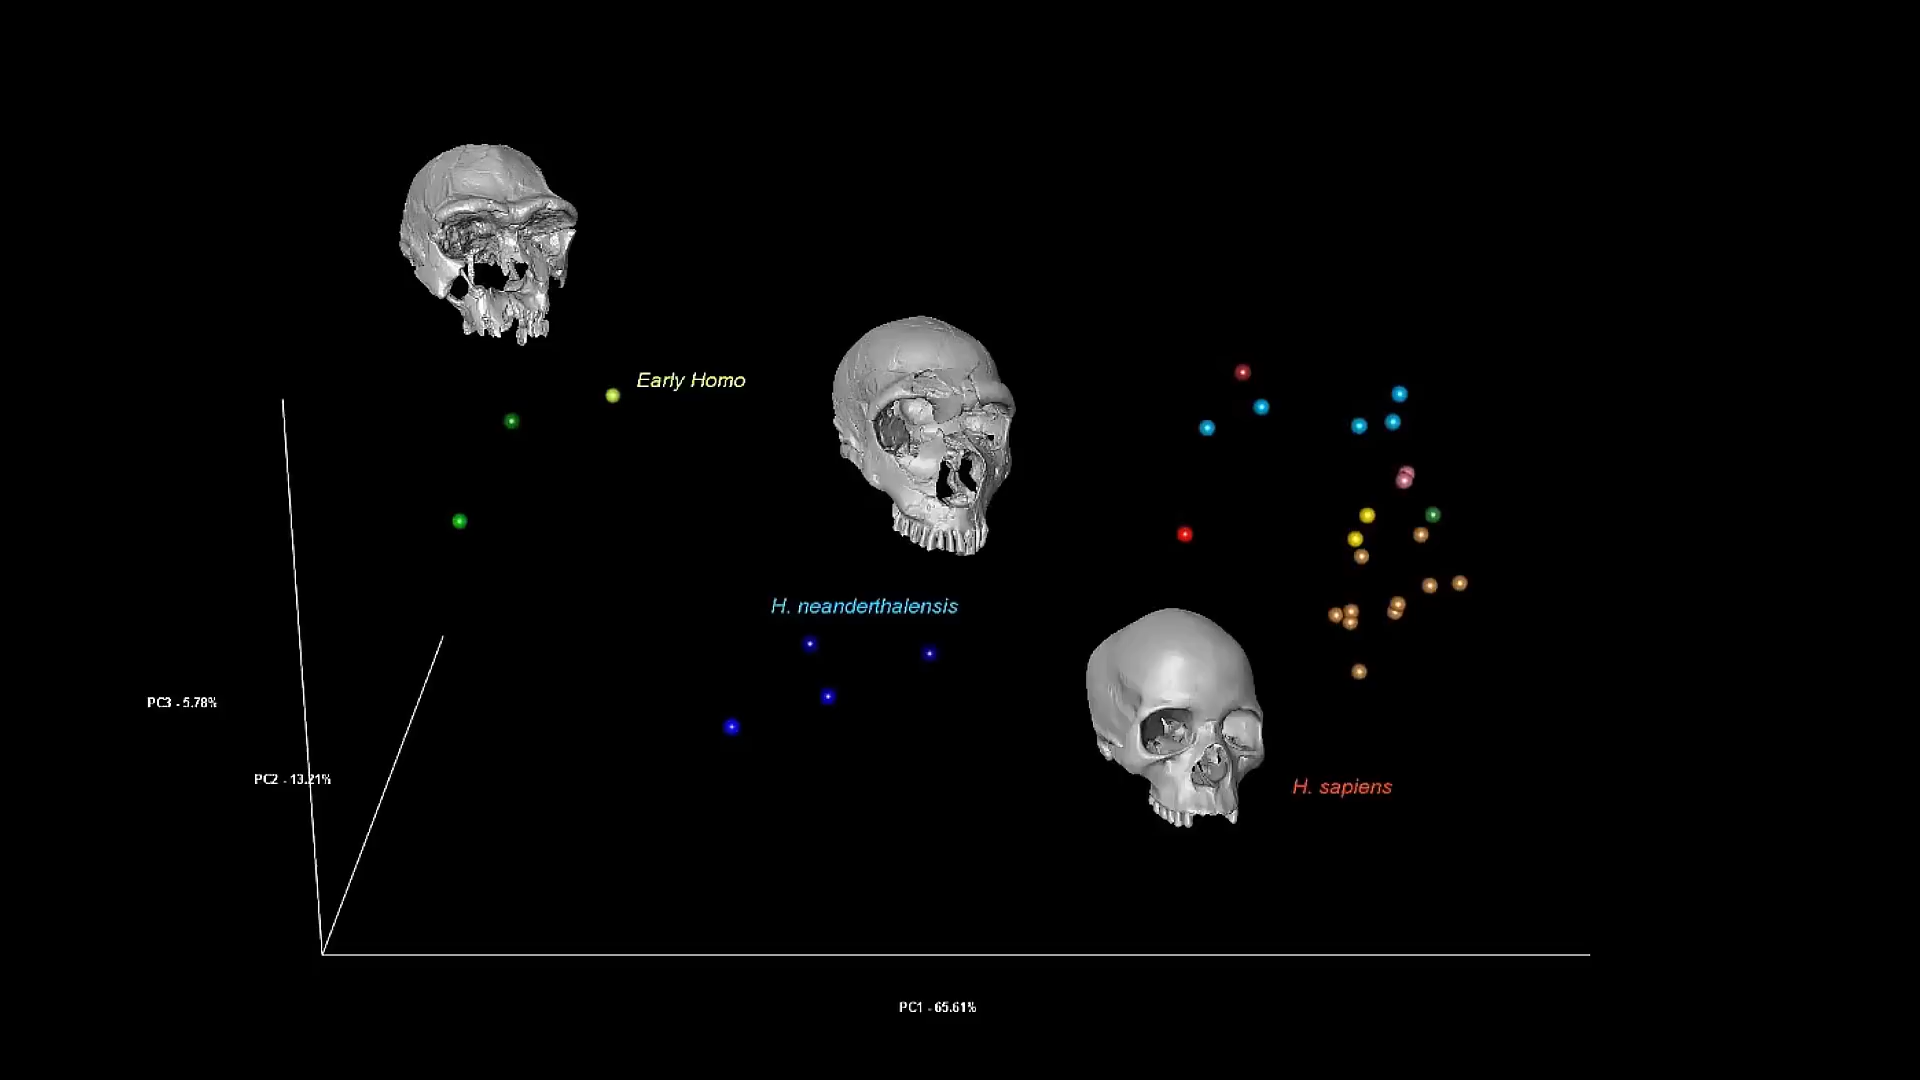 Early Homo
H. neanderthalensis
PC3 - 5.78%
PC2 - 13.21%
H. sapiens
PC1 - 65.61%